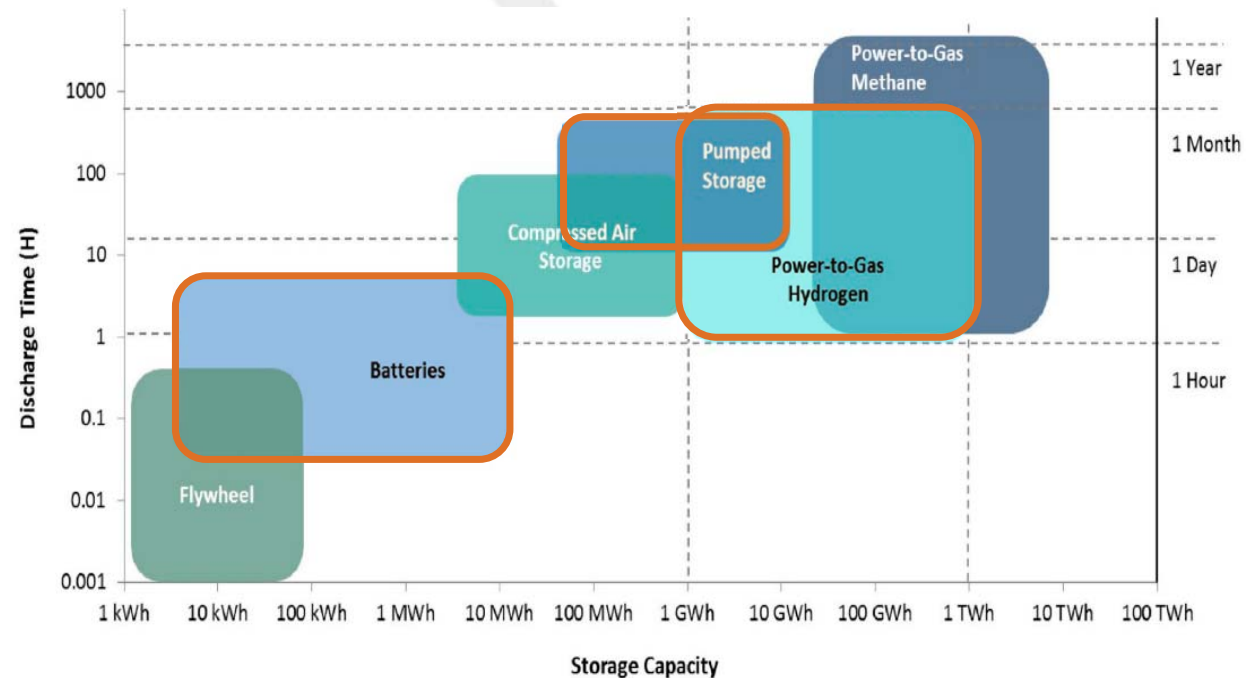 Power-to-Gas
Methane
1 Year
1000
1 Month
100
Pumped
Storage
Compressed Air
Storage
10
Power-to-Gas
Hydrogen
1 Day
1
Batteries
1 Hour
0.1
Flywheel
0.01
0.001
Discharge Time (H)
1 kWh 10 kWh 100 kWh 1 MWh 10 MWh 100 MWh 1 GWh 10 GWh 100 GWh 1 TWh 10 TWh 100 TWh
Storage Capacity